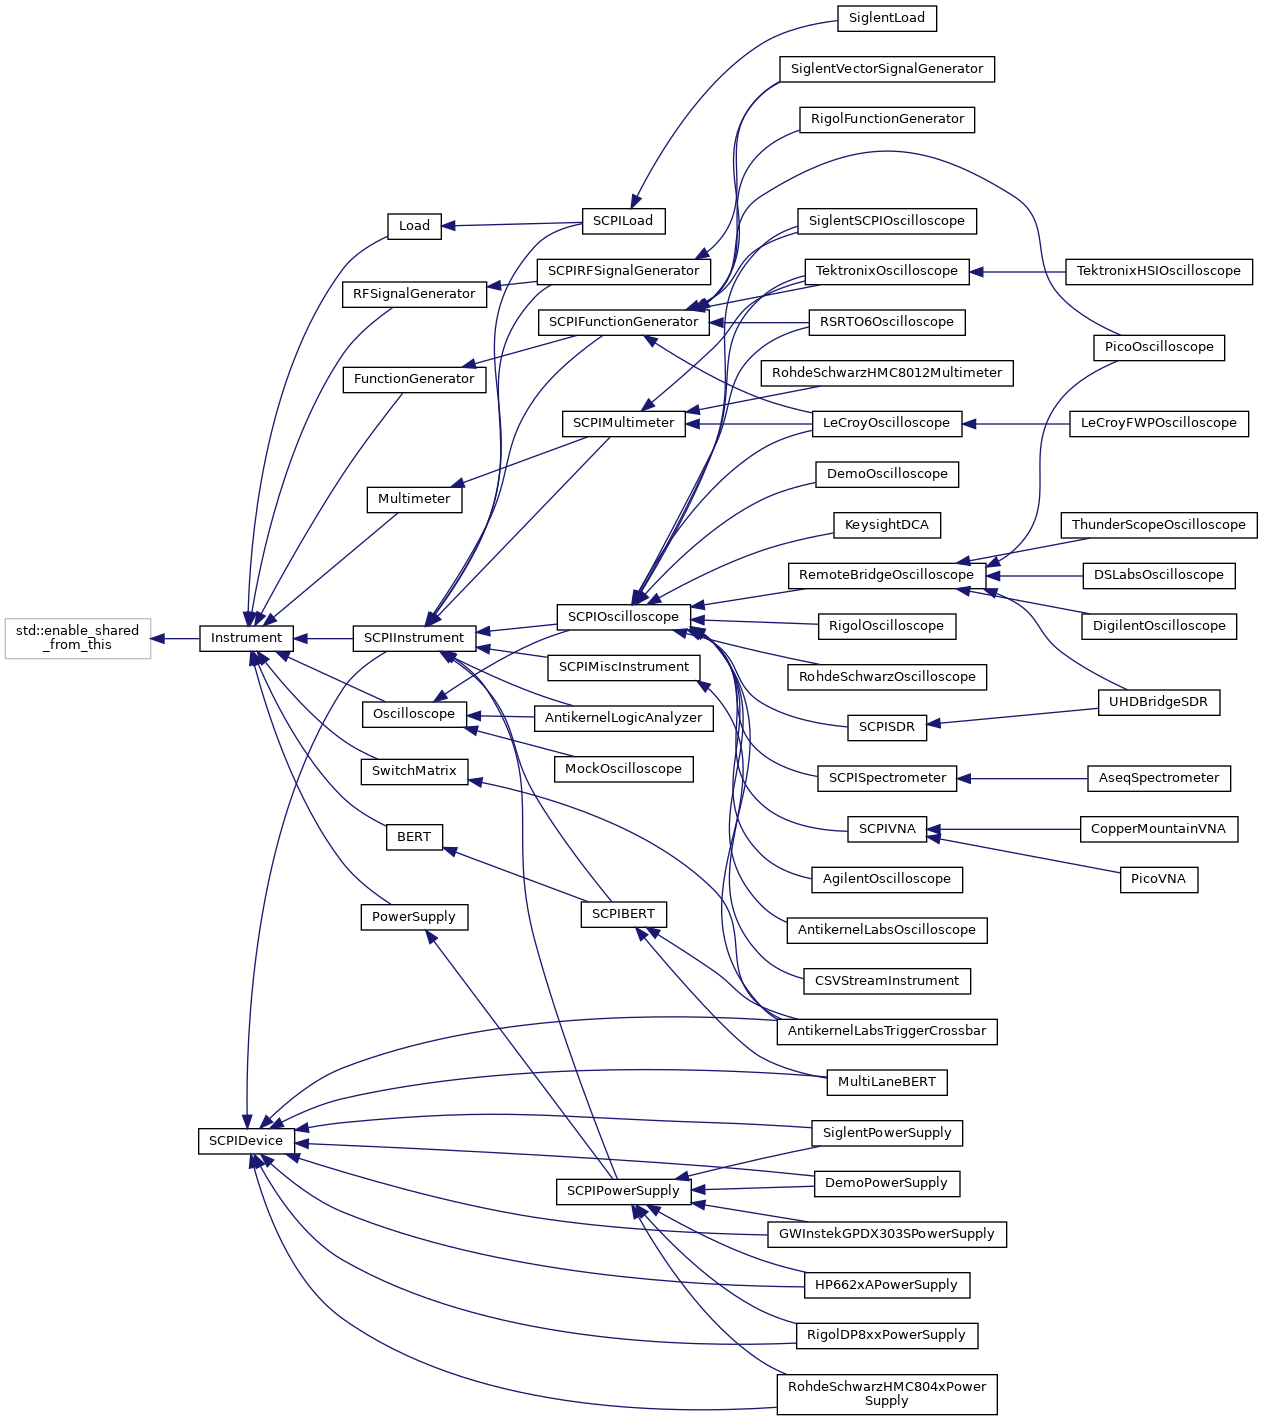 SiglentLoad
SiglentVectorSignalGenerator
RigolFunctionGenerator
SiglentSCPIOscilloscope
Load
SCPILoad
SCPIRFSignalGenerator
TektronixOscilloscope
TektronixHSIOscilloscope
RFSignalGenerator
SCPIFunctionGenerator
RSRTO6Oscilloscope
PicoOscilloscope
FunctionGenerator
RohdeSchwarzHMC8012Multimeter
SCPIMultimeter
LeCroyOscilloscope
LeCroyFWPOscilloscope
DemoOscilloscope
Multimeter
KeysightDCA
ThunderScopeOscilloscope
RemoteBridgeOscilloscope
DSLabsOscilloscope
SCPIOscilloscope
RigolOscilloscope
DigilentOscilloscope
std::enable_shared
_from_this
Instrument
SCPIInstrument
SCPIMiscInstrument
RohdeSchwarzOscilloscope
UHDBridgeSDR
Oscilloscope
AntikernelLogicAnalyzer
SCPISDR
SwitchMatrix
MockOscilloscope
SCPISpectrometer
AseqSpectrometer
BERT
SCPIVNA
CopperMountainVNA
AgilentOscilloscope
PicoVNA
PowerSupply
SCPIBERT
AntikernelLabsOscilloscope
CSVStreamInstrument
AntikernelLabsTriggerCrossbar
MultiLaneBERT
SCPIDevice
SiglentPowerSupply
SCPIPowerSupply
DemoPowerSupply
GWInstekGPDX303SPowerSupply
HP662xAPowerSupply
RigolDP8xxPowerSupply
RohdeSchwarzHMC804xPower
Supply